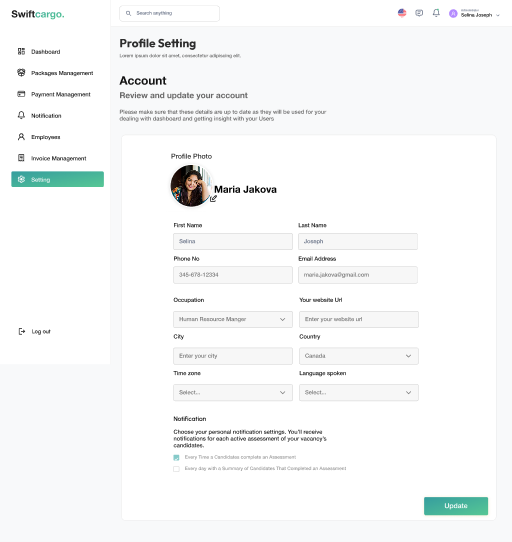 Swiftcargo.
Search anything
Selina Joseph
Dashboard
Packages Management
Payment Management
Notification
Employees
Invoice Management
Setting
Log out
Profile Setting
Lorem ipsum dolor sit amet, consectetur adipiscing elit.
Account
Review and update your account
Please make sure that these details are up to date as they will be used for your
dealing with dashboard and getting insight with your Users
Profile Photo
Maria Jakova
First Name
Last Name
Selina
Joseph
Phone No
Email Address
345-678-12334
maria.jakova@gmail.com
Occupation
Your website Url
Human Resource Manger
Enter your website url
City
Country
Enter your city
Canada
Time zone
Language spoken
Select...
Select...
Notification
Choose your personal notification settings. You'll receive
notifications for each active assessment of your vacancy's
candidates.
Every Time a Candidates complete an Assessment
Every day with a Summary of Candidates That Completed an Assessment
Update